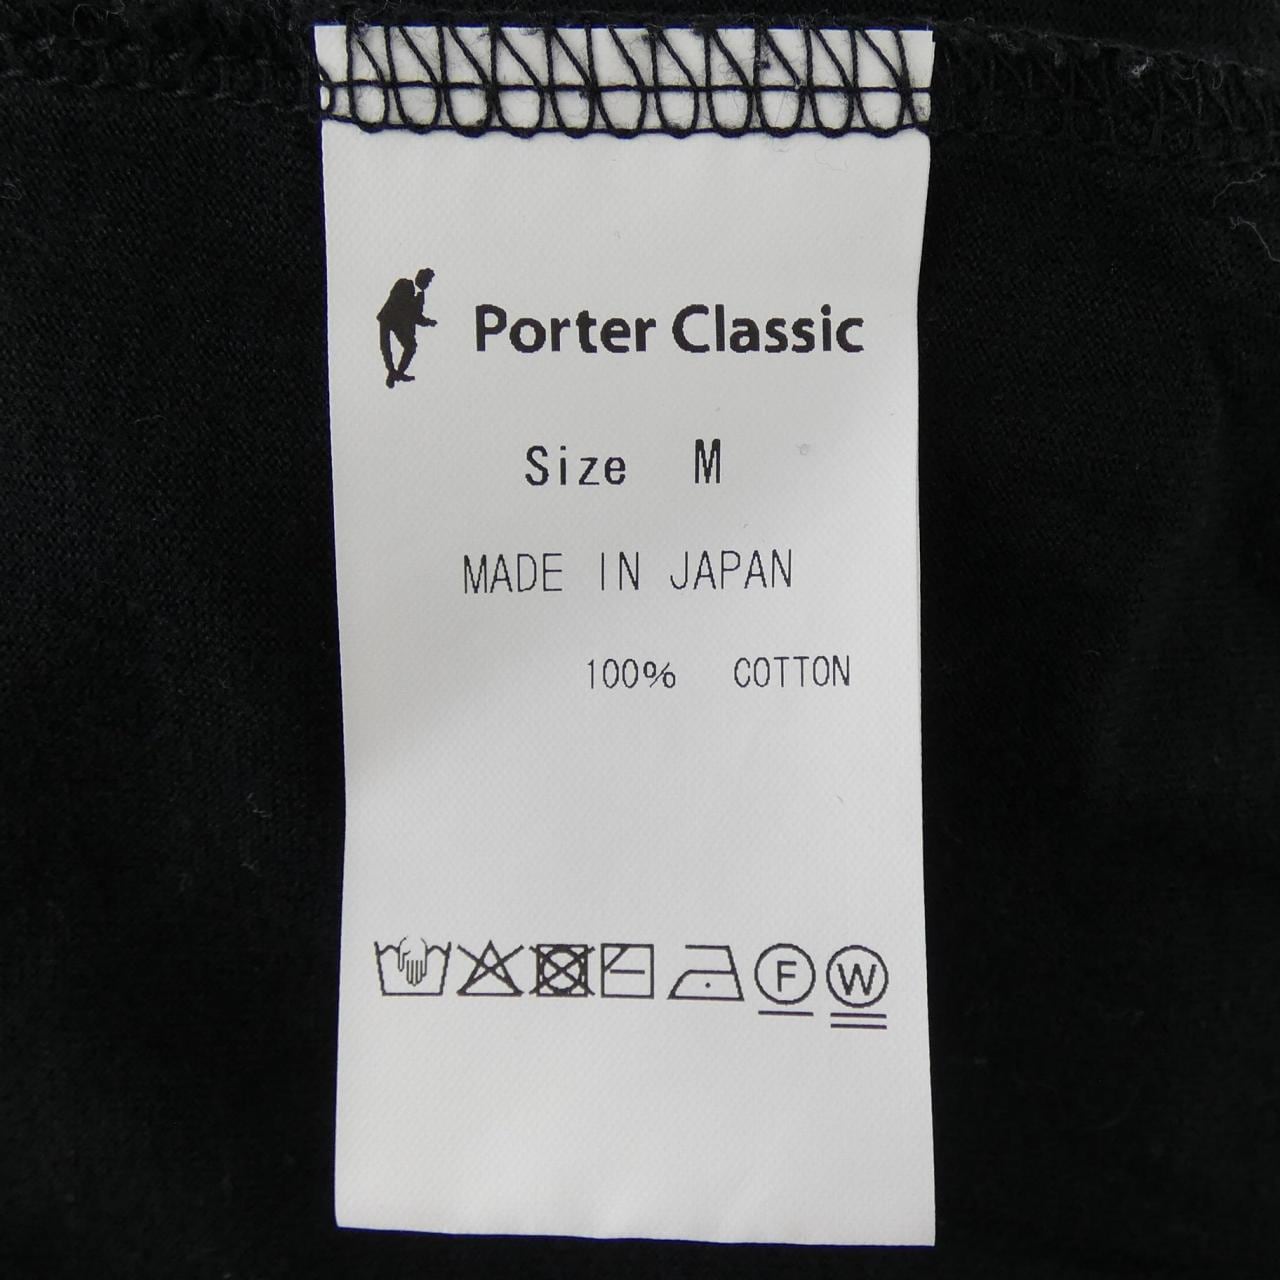 Porter Classic
Size M
MADE IN JAPAN
100% COTTON
F W